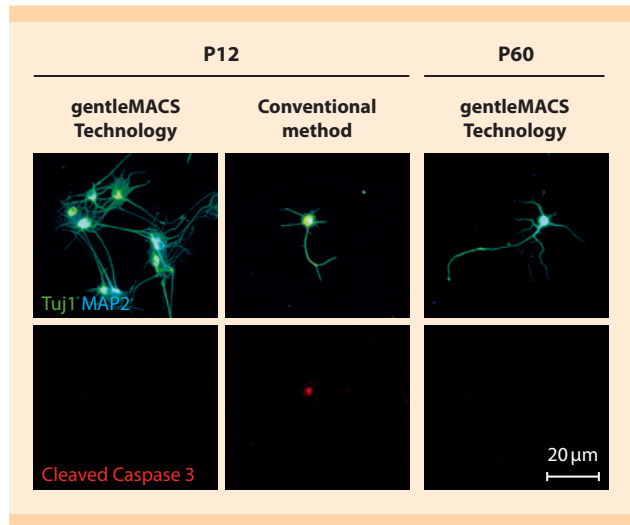 P12
P60
gentleMACS
Technology
Conventional
method
gentleMACS
Technology
Tuj1 MAP2
Cleaved Caspase 3
20 µm